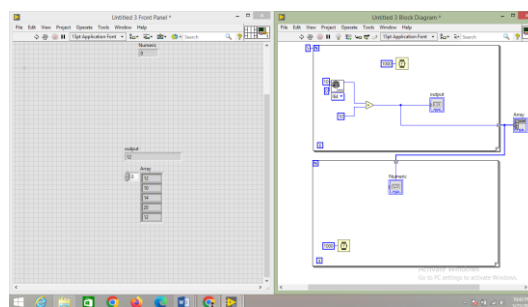 Untitled 3 Front Panel *
File Edit View Project Operate Tools Window Help
15pt Application Font
Search
Numeric
0
output
12
Array
0
12
10
14
20
12
Untitled 3 Block Diagram *
File Edit View Project Operate Tools Window Help
15pt Application Font
Search
N
1000
output
Array
10
i
N
Numeric
1000
i
Activate Windows
Go to PC settings to activate Windows.